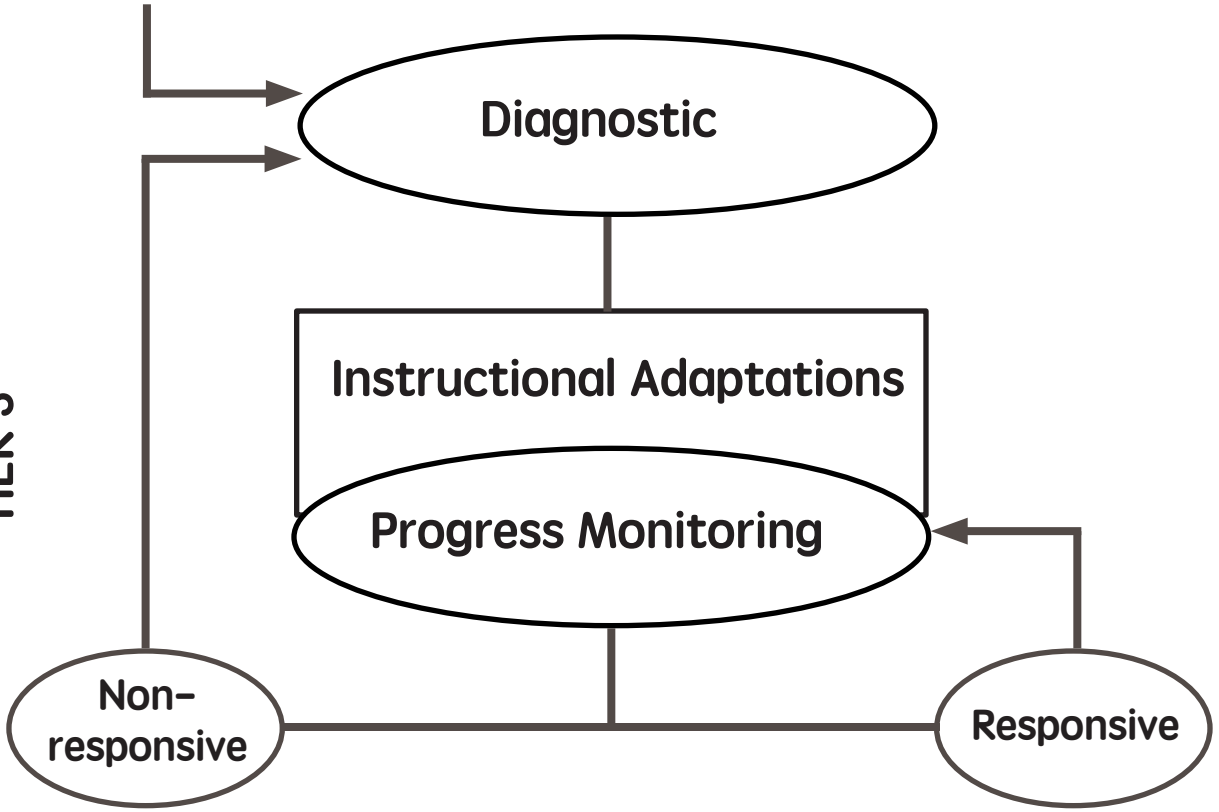 Diagnostic
Instructional Adaptations
Progress Monitoring
Non-
responsive
Responsive